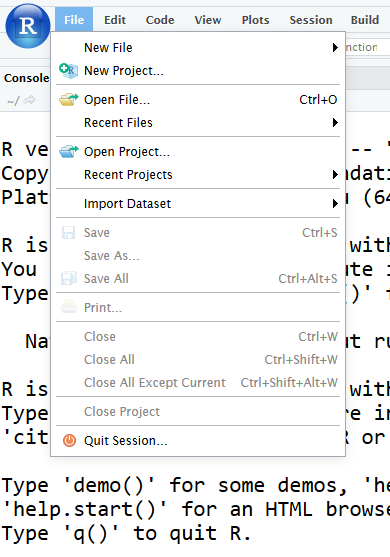 R
File Edit Code View Plots Session Build
New File
New Project...
Open File... Ctrl+O
Recent Files
Open Project...
Recent Projects
Import Dataset
Save Ctrl+S
Save As...
Save All Ctrl+Alt+S
Print...
Close Ctrl+W
Close All Ctrl+Shift+W
Close All Except Current Ctrl+Shift+Alt+W
Close Project
Quit Session...
nction
Console
~/
R ve -- "
Copy ndati
Plat u (64
R is with
You ute i
Type )' f
Na ut ru
R is with
Type re in
'cit R or
Type 'demo()' for some demos, 'he
'help.start()' for an HTML browse
Type 'q()' to quit R.